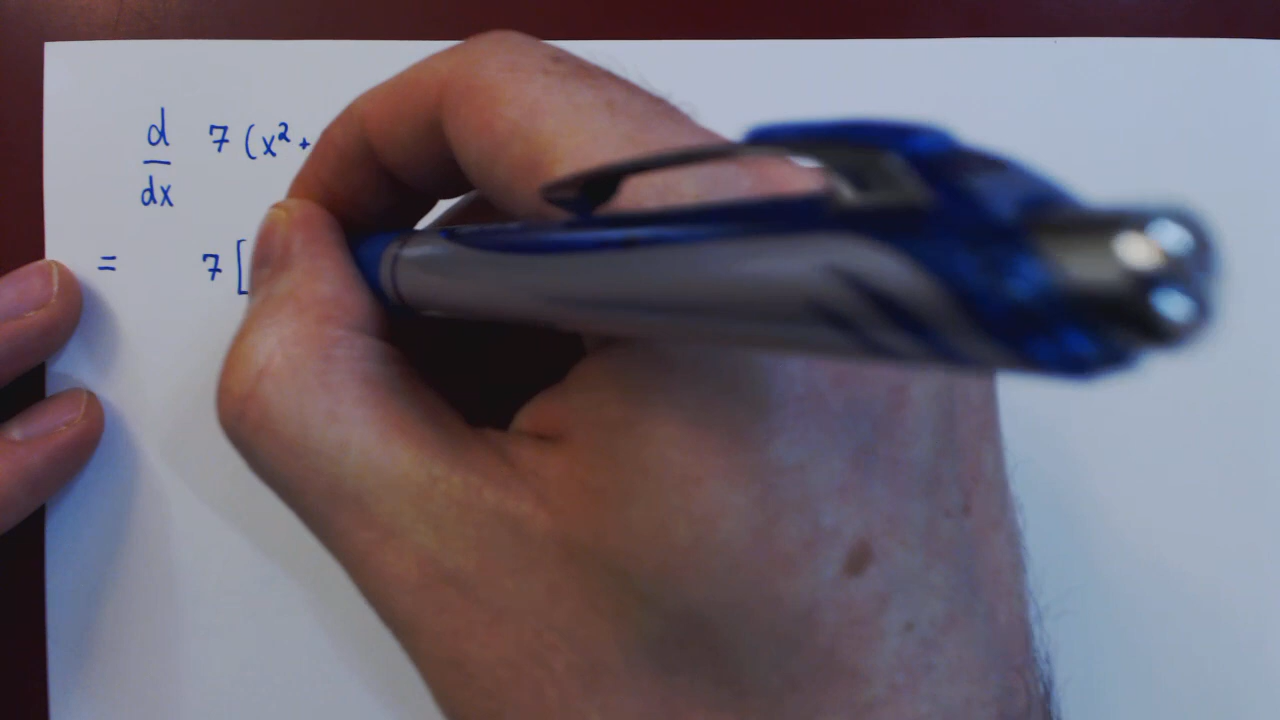 d
dx 7 (x² +
= 7 [